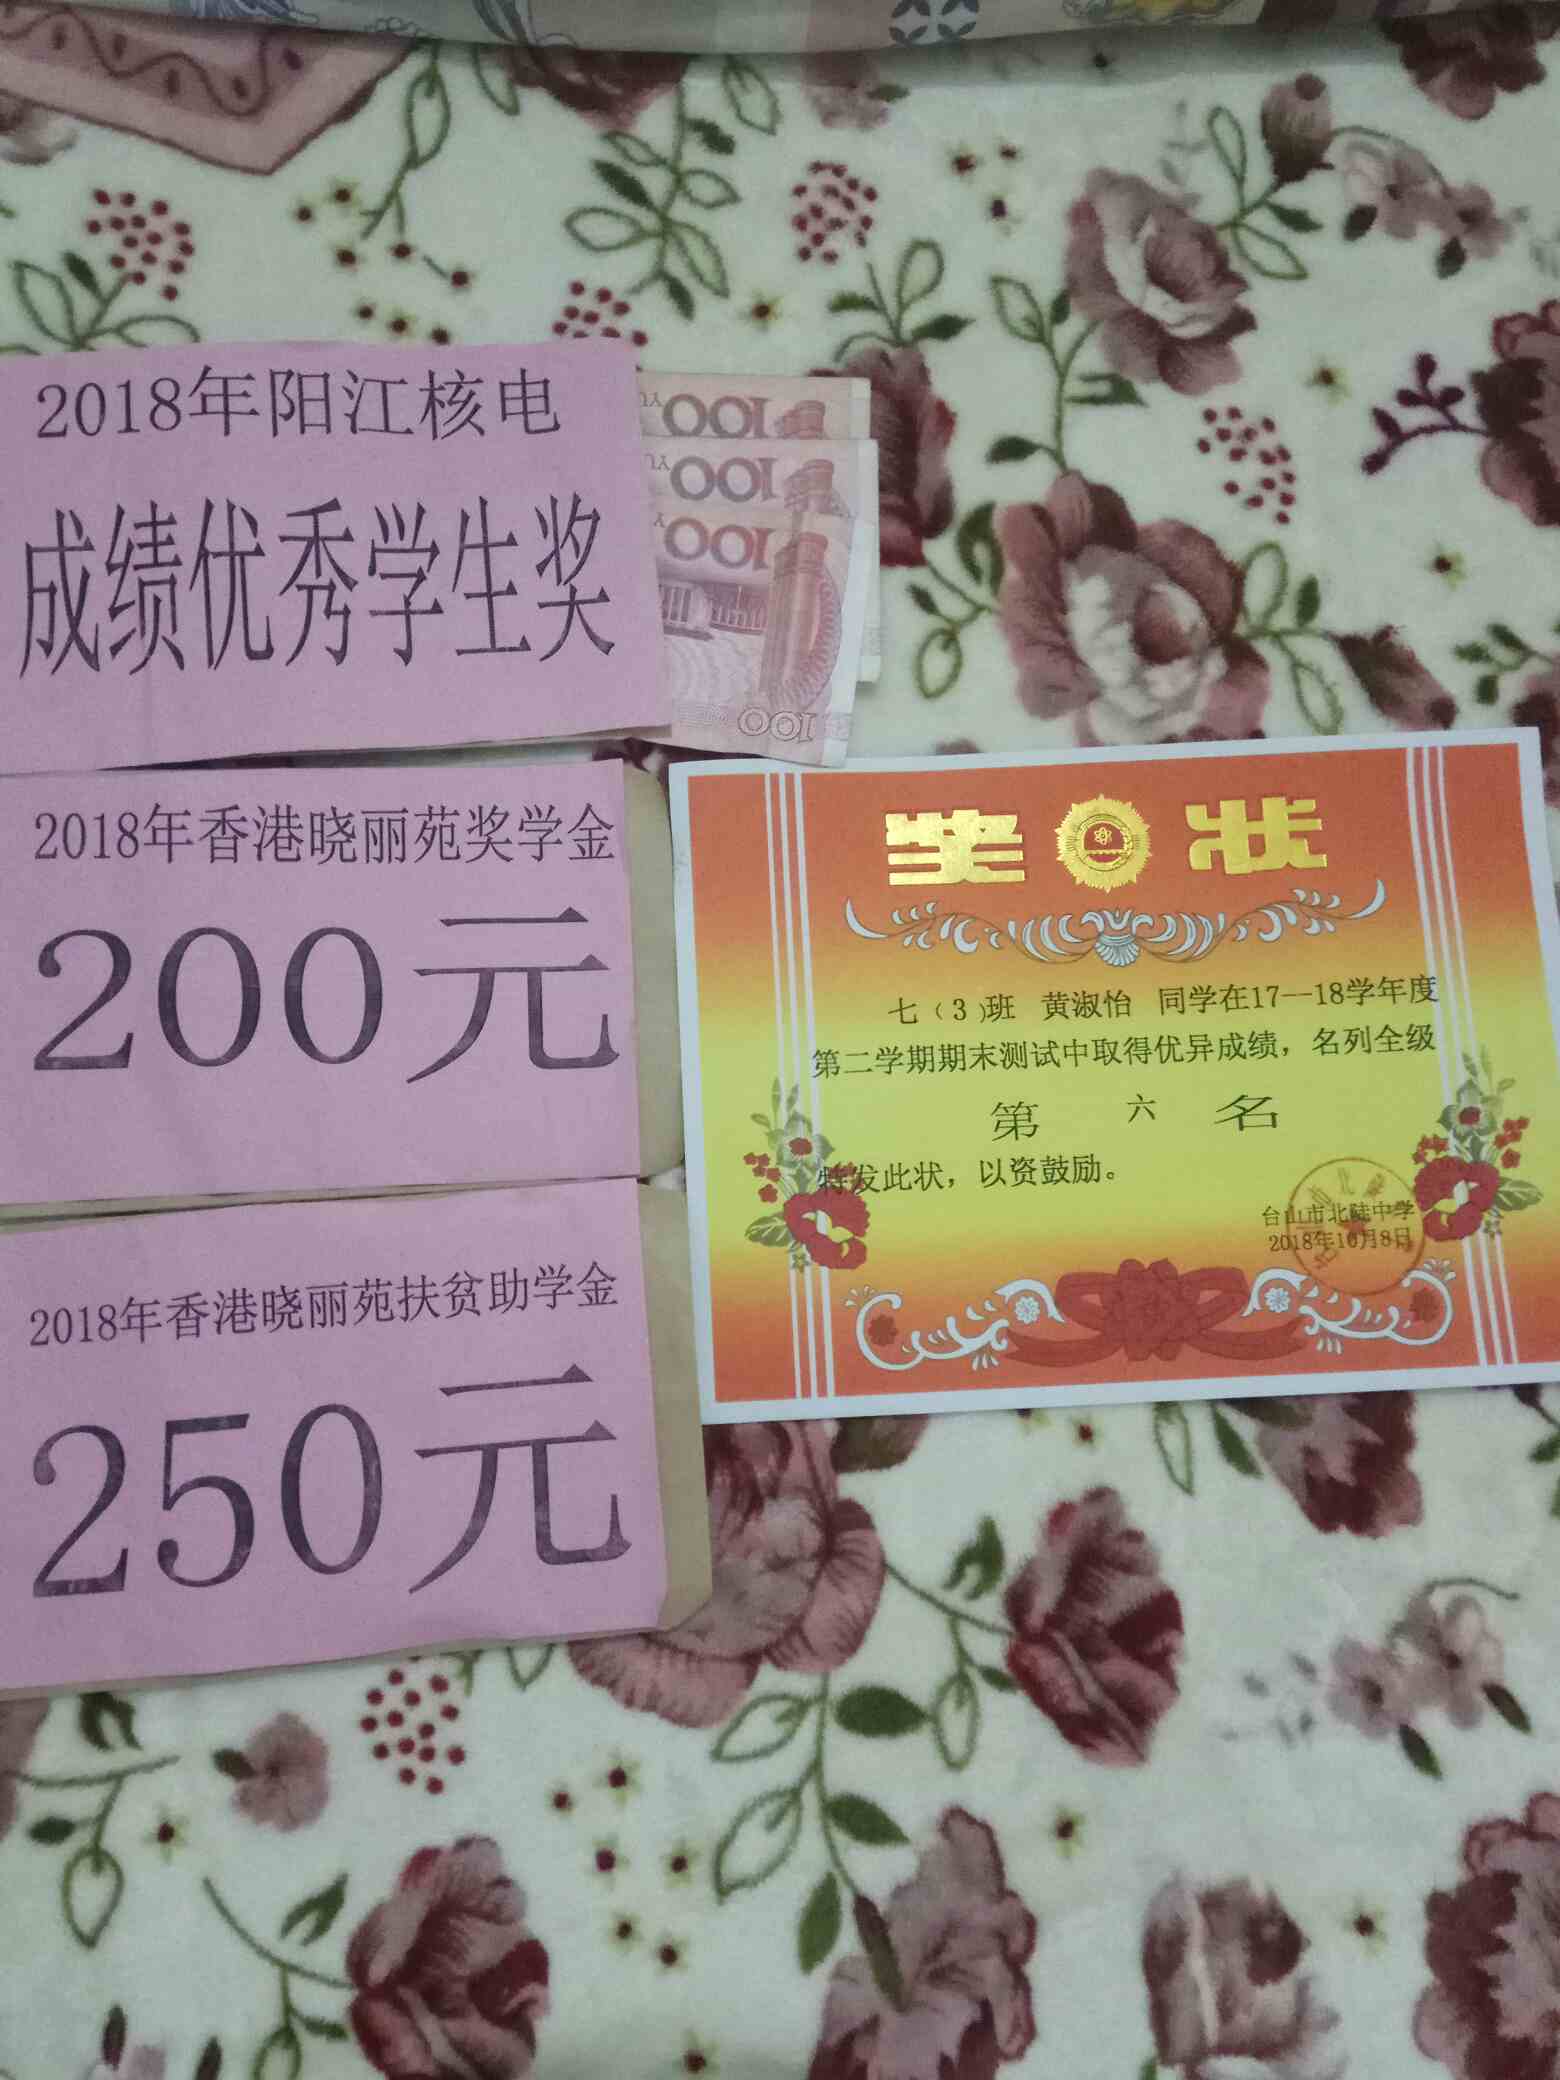 2018年阳江核电
成绩优秀学生奖
100
100
100
100
2018年香港晓丽苑奖学金
200元
2018年香港晓丽苑扶贫助学金
250元
奖状
七（3）班 黄淑怡 同学在17—18学年度
第二学期期末测试中取得优异成绩，名列全级
第 六 名
特发此状，以资鼓励。
台山市北陡中学
2018年10月8日